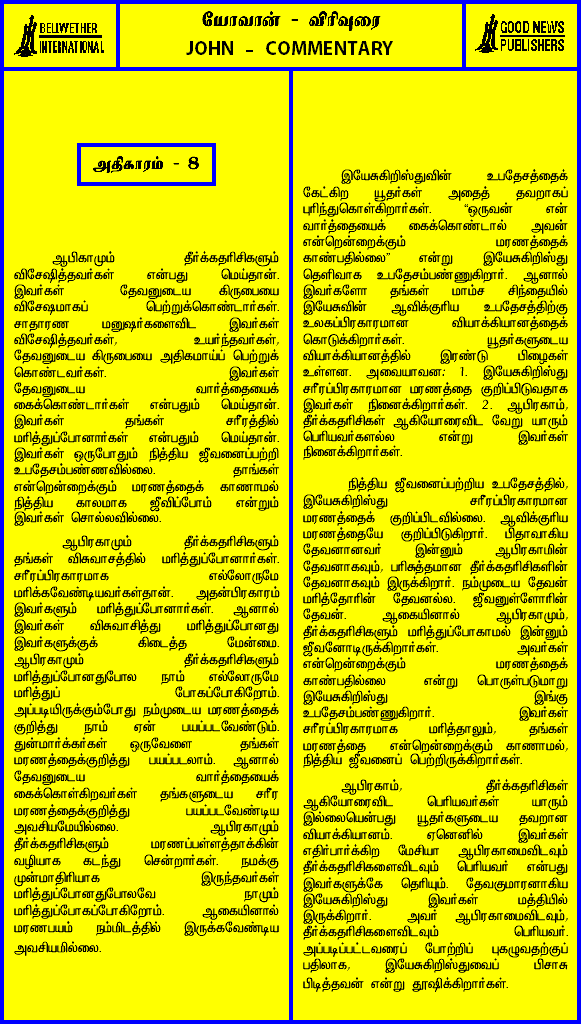 BELLWETHER
INTERNATIONAL
யோவான் - விரிவுரை
JOHN - COMMENTARY
GOOD NEWS
PUBLISHERS
அதிகாரம் - 8
ஆபிகாமும் தீர்க்கதரிசிகளும்
விசேஷித்தவர்கள் என்பது மெய்தான்.
இவர்கள் தேவனுடைய கிருபையை
விசேஷமாகப் பெற்றுக்கொண்டார்கள்.
சாதாரண மனுஷர்களைவிட இவர்கள்
விசேஷித்தவர்கள், உயர்ந்தவர்கள்,
தேவனுடைய கிருபையை அதிகமாய்ப் பெற்றுக்
கொண்டவர்கள். இவர்கள்
தேவனுடைய வார்த்தையைக்
கைக்கொண்டார்கள் என்பதும் மெய்தான்.
இவர்கள் தங்கள் சரீரத்தில்
மரித்துப்போனார்கள் என்பதும் மெய்தான்.
இவர்கள் ஒருபோதும் நித்திய ஜீவனைப்பற்றி
உபதேசம்பண்ணவில்லை. தாங்கள்
என்றென்றைக்கும் மரணத்தைக் காணாமல்
நித்திய காலமாக ஜீவிப்போம் என்றும்
இவர்கள் சொல்லவில்லை.
ஆபிரகாமும் தீர்க்கதரிசிகளும்
தங்கள் விசுவாசத்தில் மரித்துப்போனார்கள்.
சரீரப்பிரகாரமாக எல்லோருமே
மரிக்கவேண்டியவர்கள்தான். அதன்பிரகாரம்
இவர்களும் மரித்துப்போனார்கள். ஆனால்
இவர்கள் விசுவாசித்து மரித்துப்போனது
இவர்களுக்குக் கிடைத்த மேன்மை.
ஆபிரகாமும் தீர்க்கதரிசிகளும்
மரித்துப்போனதுபோல நாம் எல்லோருமே
மரித்துப் போகப்போகிறோம்.
அப்படியிருக்கும்போது நம்முடைய மரணத்தைக்
குறித்து நாம் ஏன் பயப்படவேண்டும்.
துன்மார்க்கர்கள் ஒருவேளை தங்கள்
மரணத்தைக்குறித்து பயப்படலாம். ஆனால்
தேவனுடைய வார்த்தையைக்
கைக்கொள்கிறவர்கள் தங்களுடைய சரீர
மரணத்தைக்குறித்து பயப்படவேண்டிய
அவசியமேயில்லை. ஆபிரகாமும்
தீர்க்கதரிசிகளும் மரணப்பள்ளத்தாக்கின்
வழியாக கடந்து சென்றார்கள். நமக்கு
முன்மாதிரியாக இருந்தவர்கள்
மரித்துப்போனதுபோலவே நாமும்
மரித்துப்போகப்போகிறோம். ஆகையினால்
மரணபயம் நம்மிடத்தில் இருக்கவேண்டிய
அவசியமில்லை.
இயேசுகிறிஸ்துவின் உபதேசத்தைக்
கேட்கிற யூதர்கள் அதைத் தவறாகப்
புரிந்துகொள்கிறார்கள். “ஒருவன் என்
வார்த்தையைக் கைக்கொண்டால் அவன்
என்றென்றைக்கும் மரணத்தைக்
காண்பதில்லை” என்று இயேசுகிறிஸ்து
தெளிவாக உபதேசம்பண்ணுகிறார். ஆனால்
இவர்களோ தங்கள் மாம்ச சிந்தையில்
இயேசுவின் ஆவிக்குரிய உபதேசத்திற்கு
உலகப்பிரகாரமான வியாக்கியானத்தைக்
கொடுக்கிறார்கள். யூதர்களுடைய
வியாக்கியானத்தில் இரண்டு பிழைகள்
உள்ளன. அவையாவன: 1. இயேசுகிறிஸ்து
சரீரப்பிரகாரமான மரணத்தை குறிப்பிடுவதாக
இவர்கள் நினைக்கிறார்கள். 2. ஆபிரகாம்,
தீர்க்கதரிசிகள் ஆகியோரைவிட வேறு யாரும்
பெரியவர்களல்ல என்று இவர்கள்
நினைக்கிறார்கள்.
நித்திய ஜீவனைப்பற்றிய உபதேசத்தில்,
இயேசுகிறிஸ்து சரீரப்பிரகாரமான
மரணத்தைக் குறிப்பிடவில்லை. ஆவிக்குரிய
மரணத்தையே குறிப்பிடுகிறார். பிதாவாகிய
தேவனானவர் இன்னும் ஆபிரகாமின்
தேவனாகவும், பரிசுத்தமான தீர்க்கதரிசிகளின்
தேவனாகவும் இருக்கிறார். நம்முடைய தேவன்
மரித்தோரின் தேவனல்ல. ஜீவனுள்ளோரின்
தேவன். ஆகையினால் ஆபிரகாமும்,
தீர்க்கதரிசிகளும் மரித்துப்போகாமல் இன்னும்
ஜீவனோடிருக்கிறார்கள். அவர்கள்
என்றென்றைக்கும் மரணத்தைக்
காண்பதில்லை என்று பொருள்படுமாறு
இயேசுகிறிஸ்து இங்கு
உபதேசம்பண்ணுகிறார். இவர்கள்
சரீரப்பிரகாரமாக மரித்தாலும், தங்கள்
மரணத்தை என்றென்றைக்கும் காணாமல்,
நித்திய ஜீவனைப் பெற்றிருக்கிறார்கள்.
ஆபிரகாம், தீர்க்கதரிசிகள்
ஆகியோரைவிட பெரியவர்கள் யாரும்
இல்லையென்பது யூதர்களுடைய தவறான
வியாக்கியானம். ஏனெனில் இவர்கள்
எதிர்பார்க்கிற மேசியா ஆபிரகாமைவிடவும்
தீர்க்கதரிசிகளைவிடவும் பெரியவர் என்பது
இவர்களுக்கே தெரியும். தேவகுமாரனாகிய
இயேசுகிறிஸ்து இவர்கள் மத்தியில்
இருக்கிறார். அவர் ஆபிரகாமைவிடவும்,
தீர்க்கதரிசிகளைவிடவும் பெரியவர்.
அப்படிப்பட்டவரைப் போற்றிப் புகழுவதற்குப்
பதிலாக, இயேசுகிறிஸ்துவைப் பிசாசு
பிடித்தவன் என்று தூஷிக்கிறார்கள்.